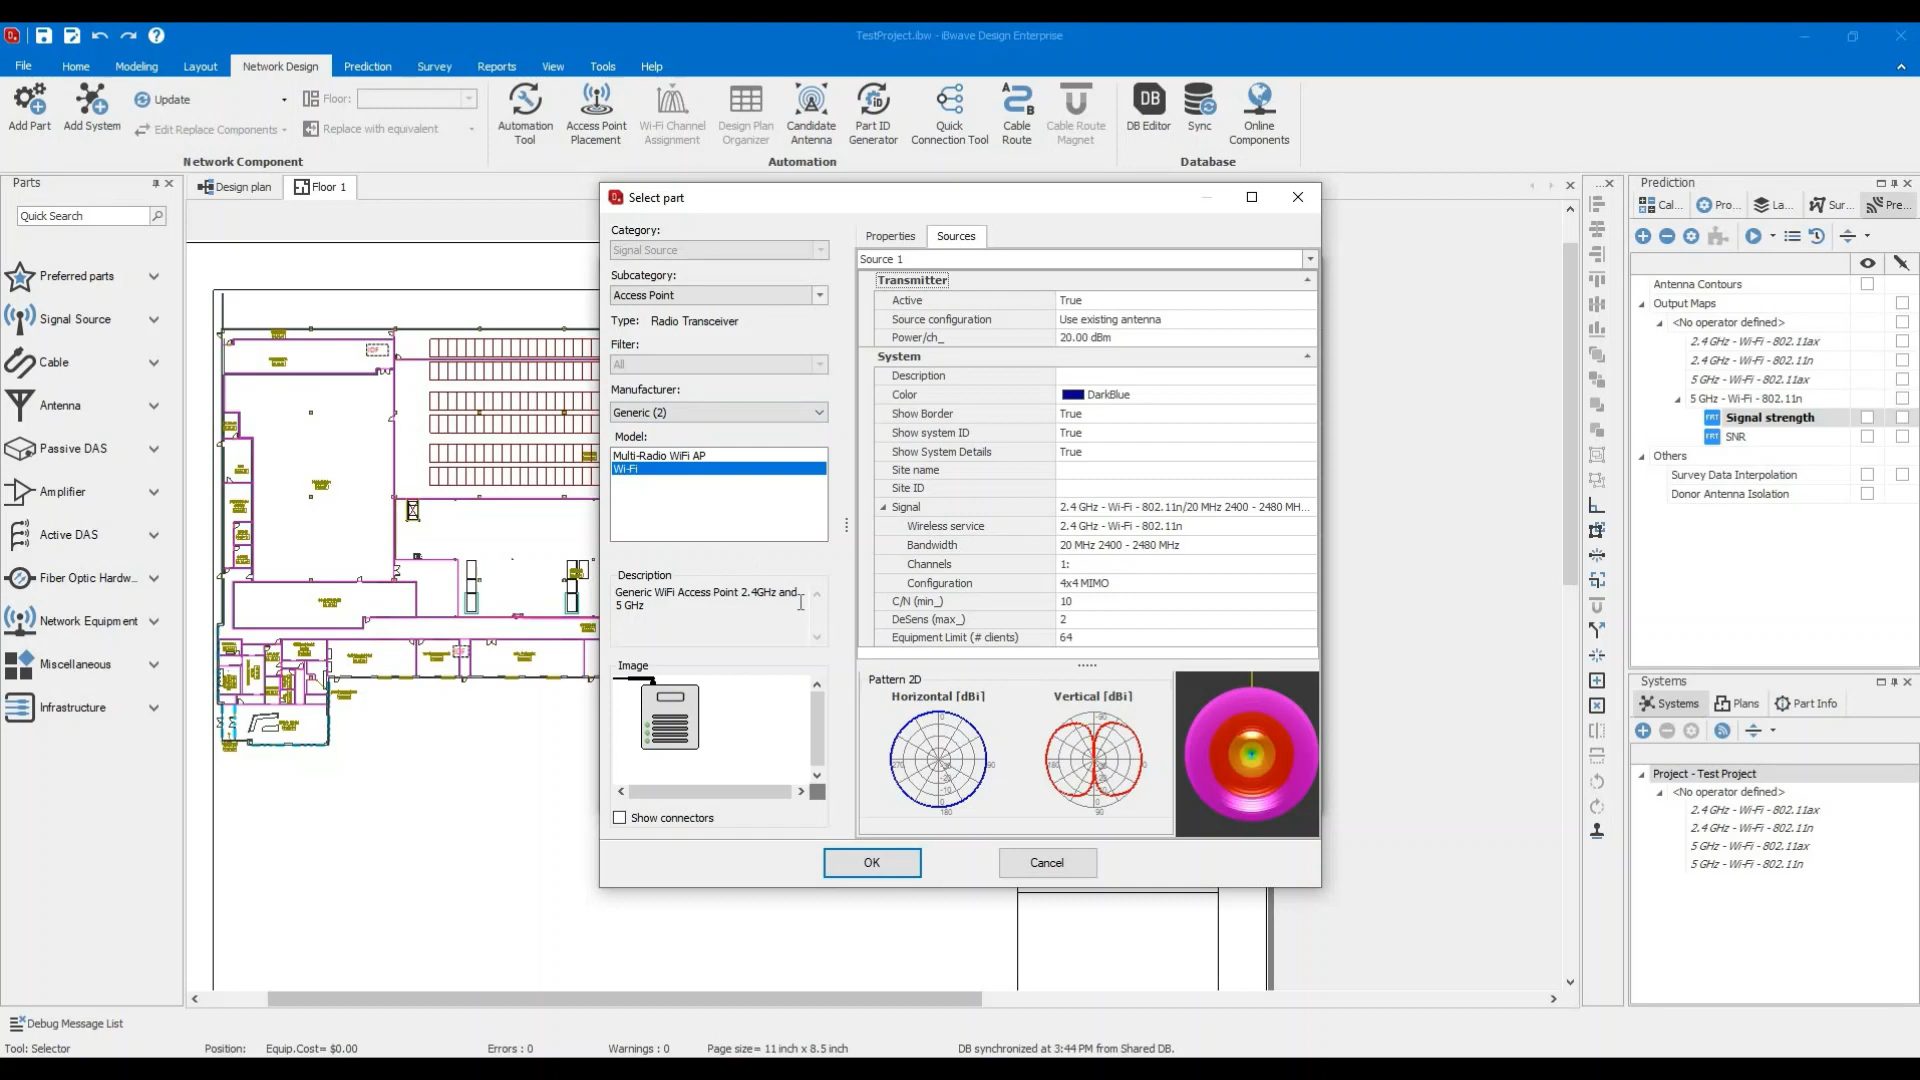 TestProject.ibw - iBwave Design Enterprise
File Home Modeling Layout Network Design Prediction Survey Reports View Tools Help
Add Part
Add System
Update
Edit Replace Components
Floor:
Replace with equivalent
Network Component
Automation Tool
Access Point Placement
Wi-Fi Channel Assignment
Design Plan Organizer
Candidate Antenna
Part ID Generator
Quick Connection Tool
Cable Route
Cable Route Magnet
Automation
DB Editor
Sync
Online Components
Database
Parts
Quick Search
Preferred parts
Signal Source
Cable
Antenna
Passive DAS
Amplifier
Active DAS
Fiber Optic Hardw...
Network Equipment
Miscellaneous
Infrastructure
Design plan
Floor 1
Select part
Category:
Signal Source
Subcategory:
Access Point
Type: Radio Transceiver
Filter:
All
Manufacturer:
Generic (2)
Model:
Multi-Radio WiFi AP
Wi-Fi
Description
Generic WiFi Access Point 2.4GHz and
5 GHz
Image
Show connectors
Properties Sources
Source 1
Transmitter
Active True
Source configuration Use existing antenna
Power/ch_ 20.00 dBm
System
Description
Color DarkBlue
Show Border True
Show system ID True
Show System Details True
Site name
Site ID
Signal 2.4 GHz - Wi-Fi - 802.11n/20 MHz 2400 - 2480 MH...
Wireless service 2.4 GHz - Wi-Fi - 802.11n
Bandwidth 20 MHz 2400 - 2480 MHz
Channels 1:
Configuration 4x4 MIMO
C/N (min_) 10
DeSens (max_) 2
Equipment Limit (# clients) 64
Pattern 2D
Horizontal [dBi]
Vertical [dBi]
OK
Cancel
Prediction
Cal... Pro... La... Sur... Pre...
Antenna Contours
Output Maps
<No operator defined>
2.4 GHz - Wi-Fi - 802.11ax
2.4 GHz - Wi-Fi - 802.11n
5 GHz - Wi-Fi - 802.11ax
5 GHz - Wi-Fi - 802.11n
Signal strength
SNR
Others
Survey Data Interpolation
Donor Antenna Isolation
Systems
Systems Plans Part Info
Project - Test Project
<No operator defined>
2.4 GHz - Wi-Fi - 802.11ax
2.4 GHz - Wi-Fi - 802.11n
5 GHz - Wi-Fi - 802.11ax
5 GHz - Wi-Fi - 802.11n
Debug Message List
Tool: Selector Position: Equip.Cost= $0.00 Errors : 0 Warnings : 0 Page size= 11 inch x 8.5 inch DB synchronized at 3:44 PM from Shared DB.